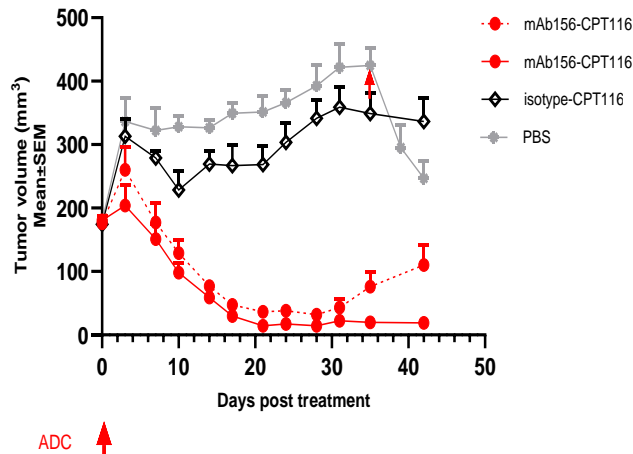 Tumor volume (mm³)
Mean±SEM
500
400
300
200
100
0
0
10
20
30
40
50
Days post treatment
ADC
mAb156-CPT116
mAb156-CPT116
isotype-CPT116
PBS